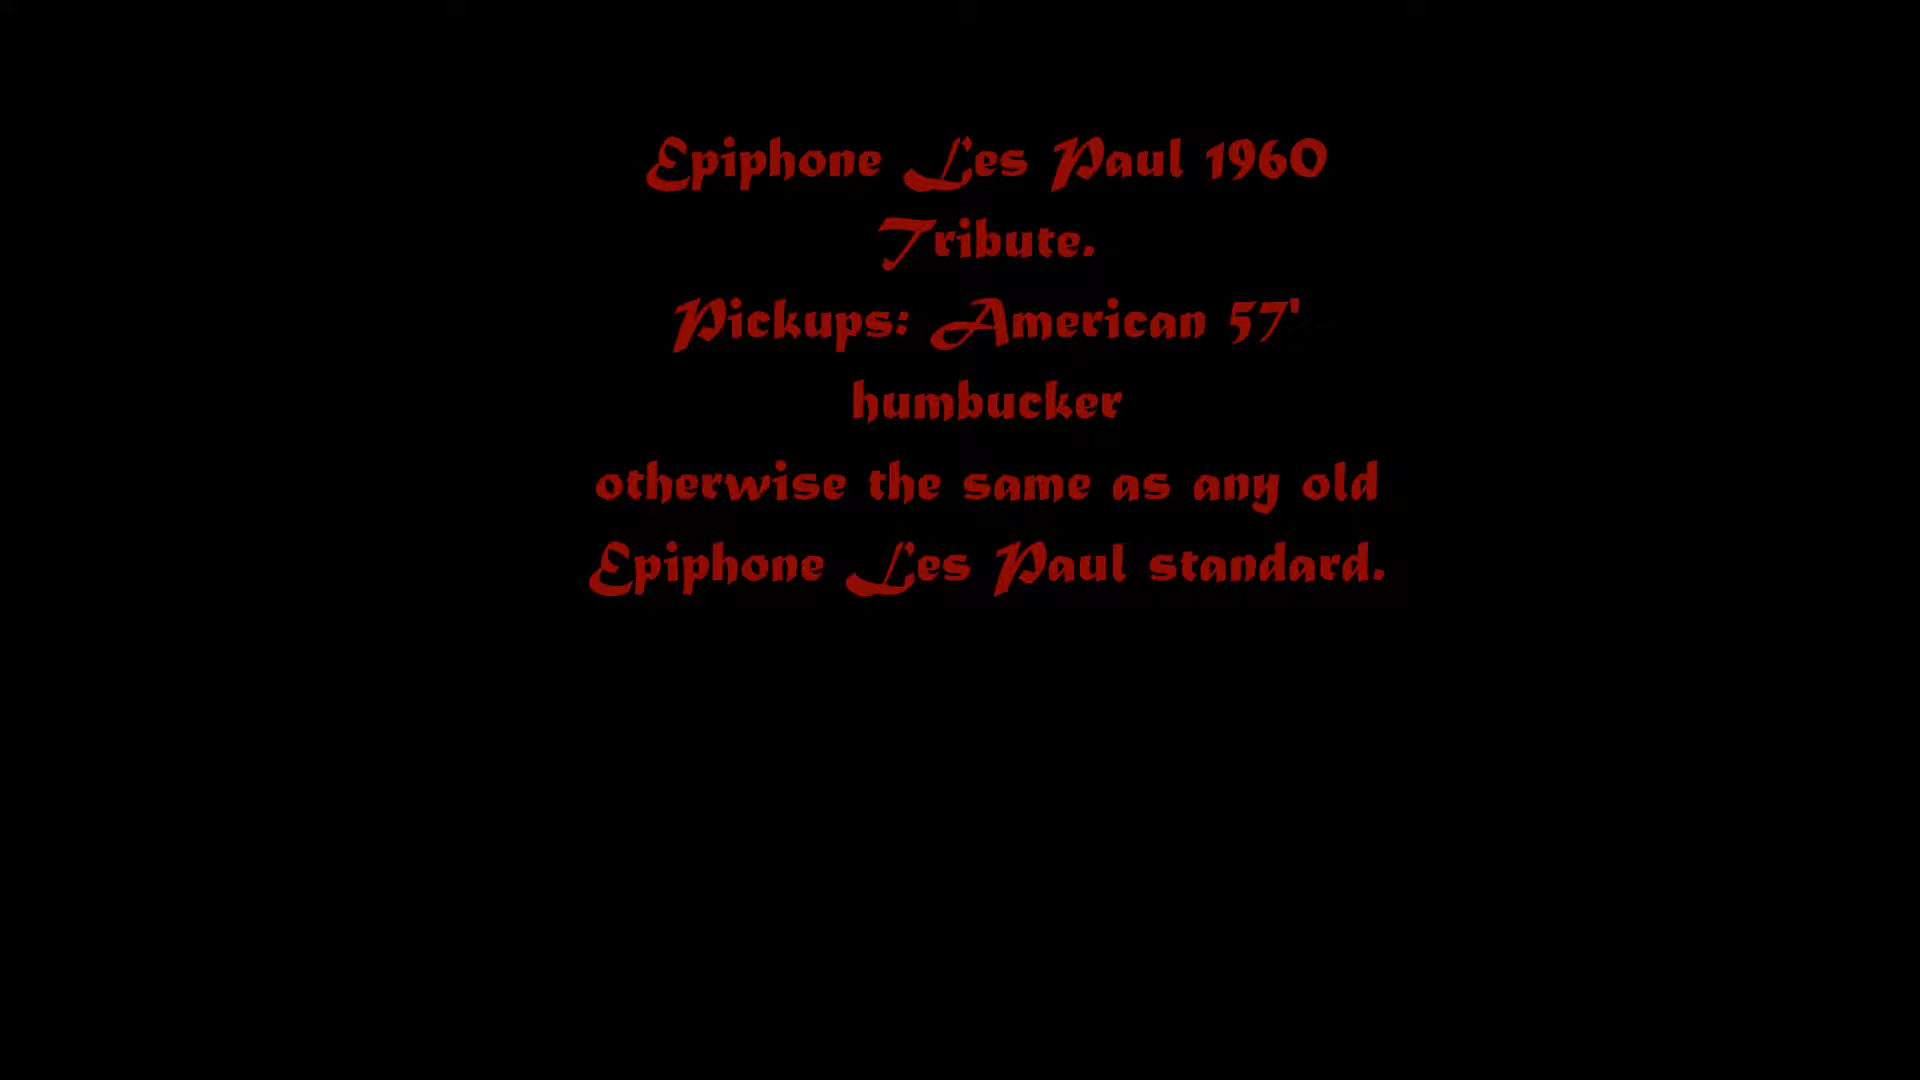 Epiphone Les Paul 1960
Tribute.
Pickups: American 57'
humbucker
otherwise the same as any old
Epiphone Les Paul standard.